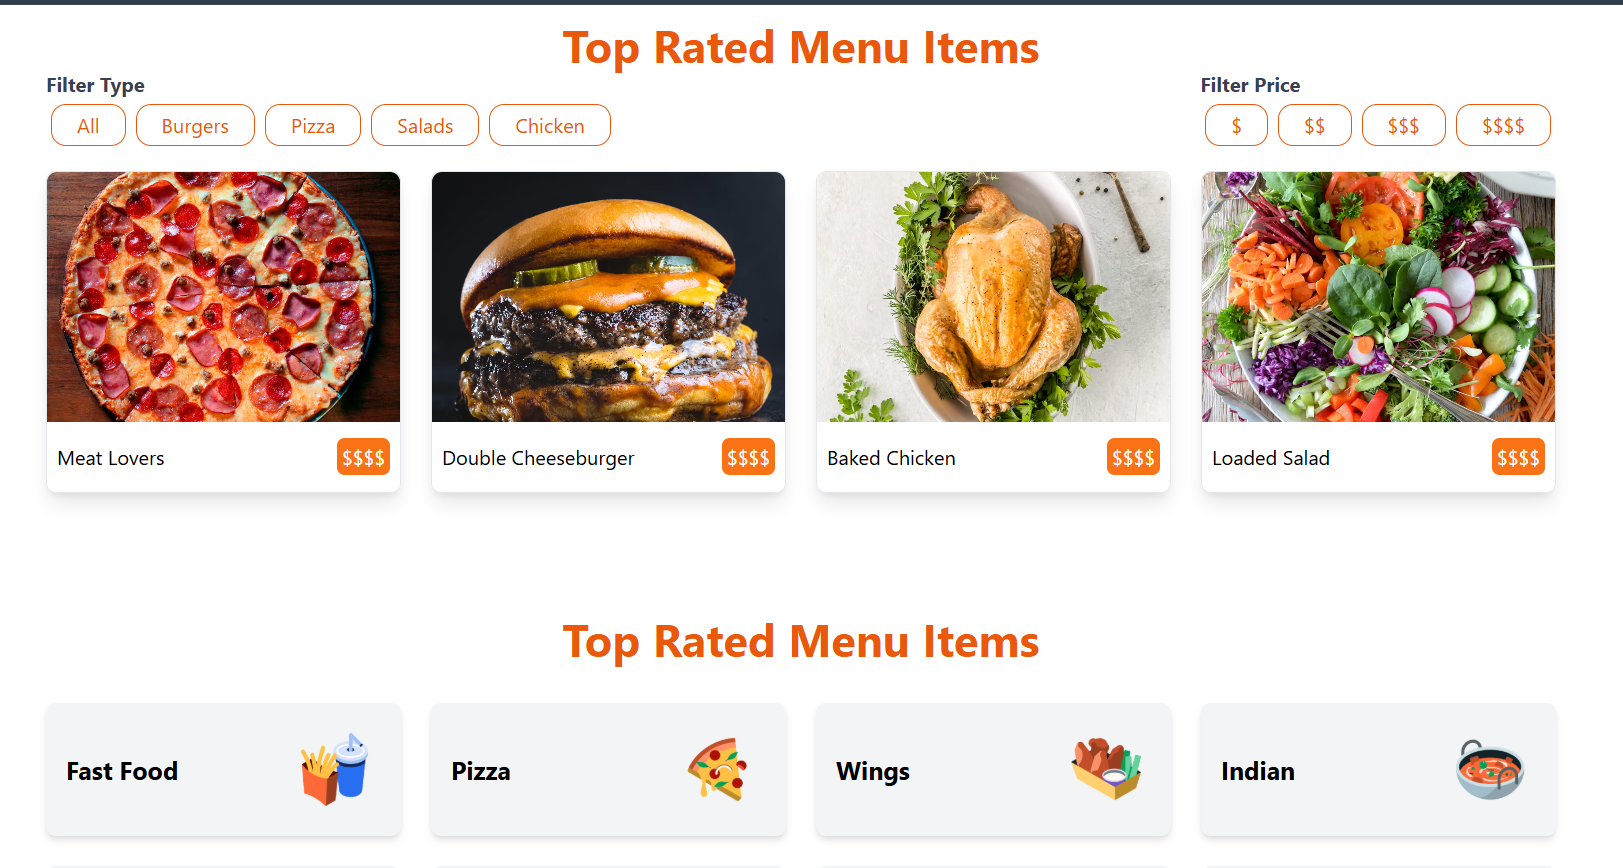 Top Rated Menu Items
Filter Type
Filter Price
All Burgers Pizza Salads Chicken
$ $$ $$$ $$$$
Meat Lovers $$$$
Double Cheeseburger $$$$
Baked Chicken $$$$
Loaded Salad $$$$
Top Rated Menu Items
Fast Food
Pizza
Wings
Indian